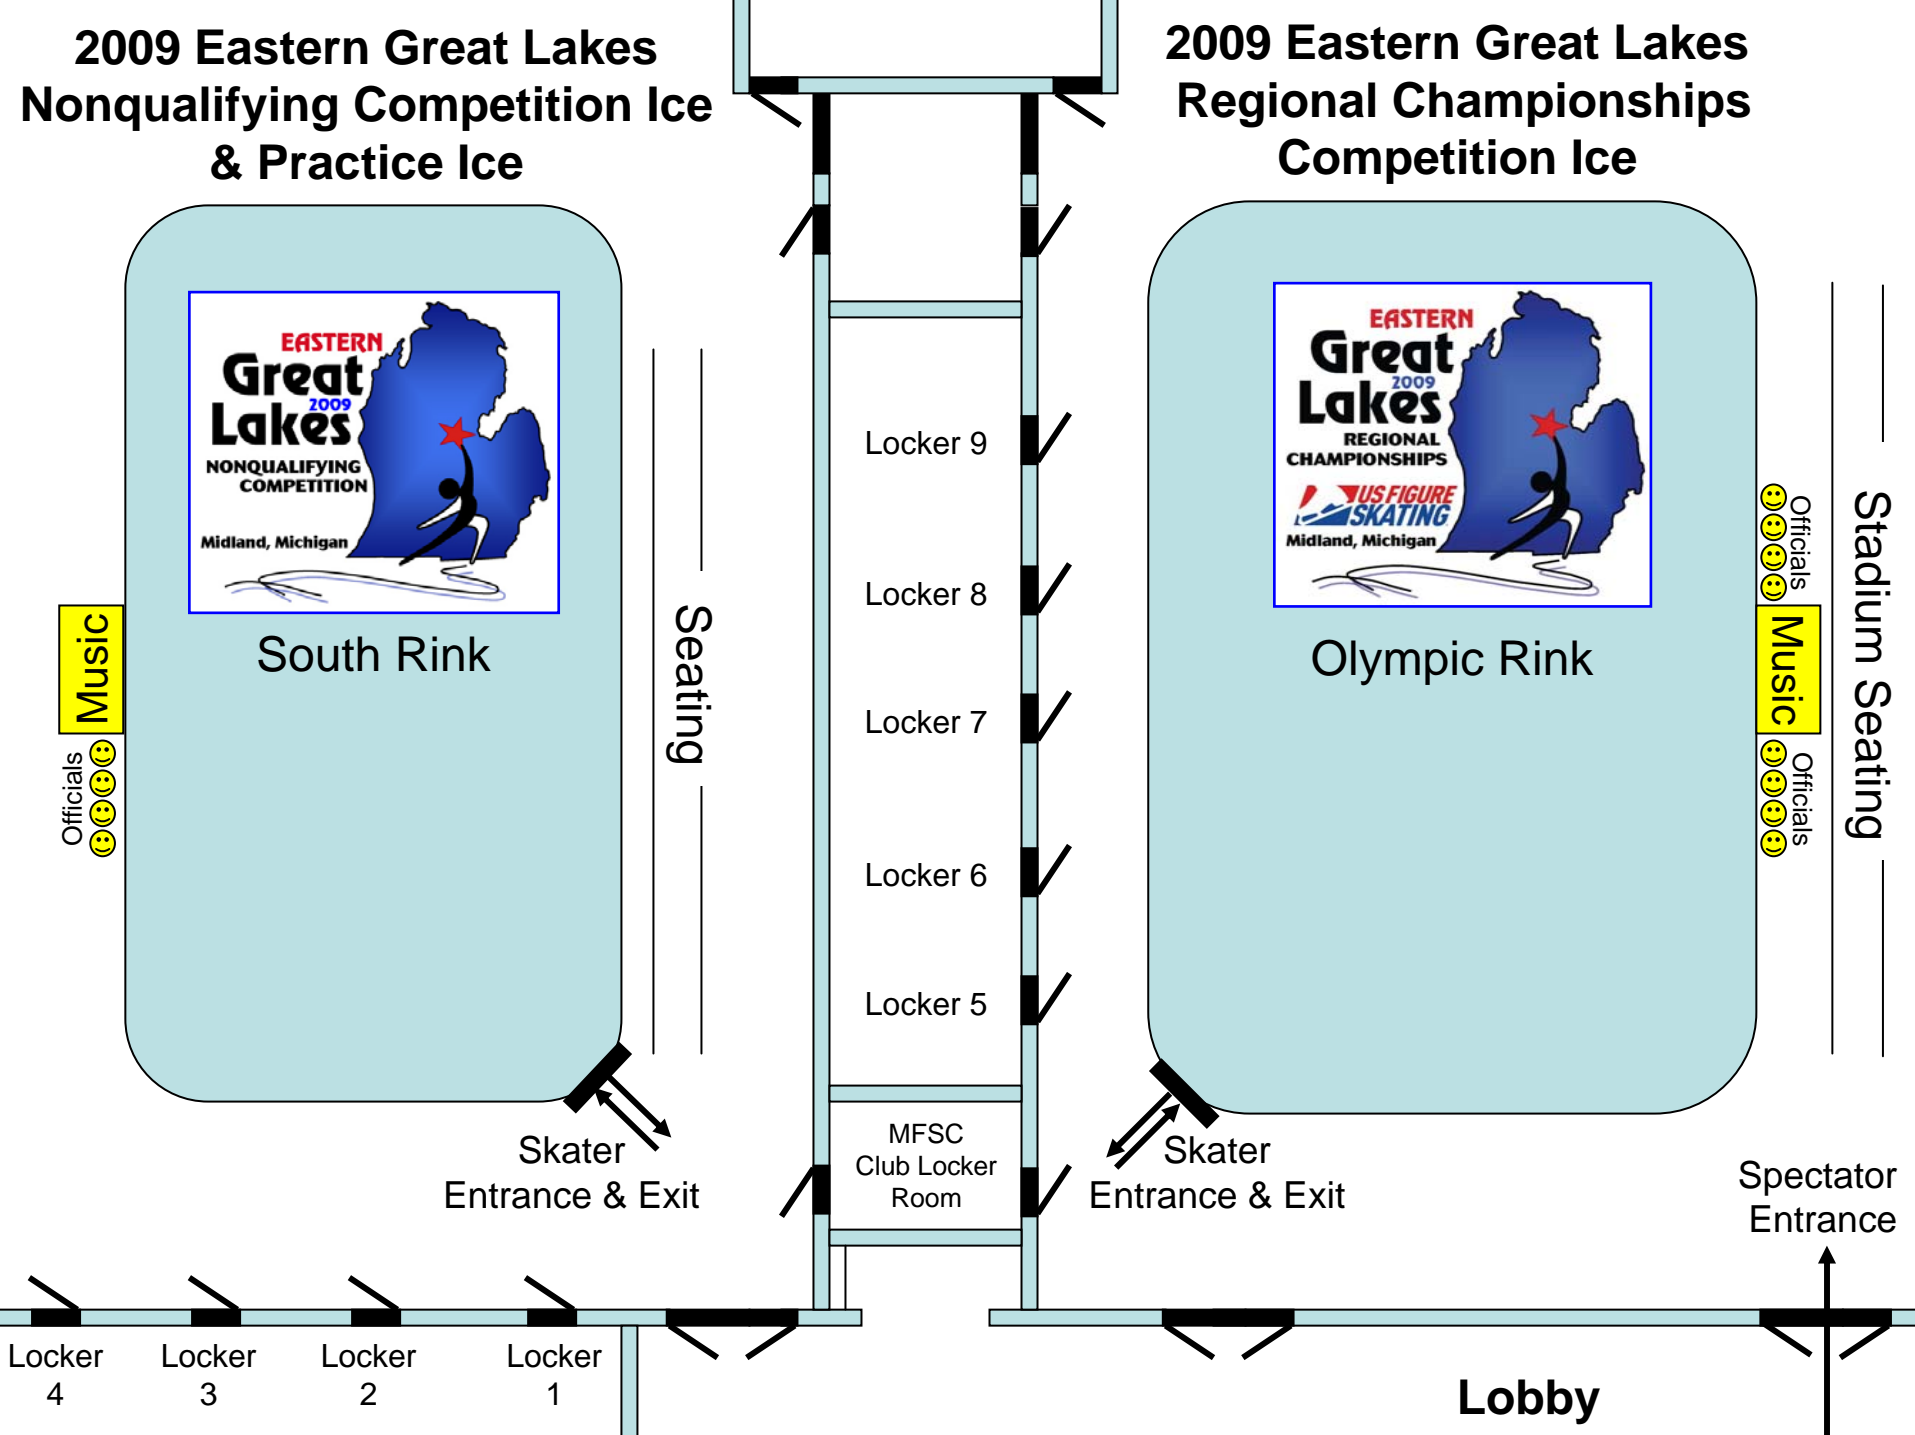 2009 Eastern Great Lakes
Nonqualifying Competition Ice
& Practice Ice
2009 Eastern Great Lakes
Regional Championships
Competition Ice
EASTERN
Great
2009
Lakes
NONQUALIFYING
COMPETITION
Midland, Michigan
South Rink
Music
Officials
Seating
Skater
Entrance & Exit
Locker 9
Locker 8
Locker 7
Locker 6
Locker 5
MFSC
Club Locker
Room
EASTERN
Great
2009
Lakes
REGIONAL
CHAMPIONSHIPS
US FIGURE
SKATING
Midland, Michigan
Olympic Rink
Officials
Music
Officials
Stadium Seating
Skater
Entrance & Exit
Spectator
Entrance
Locker
4
Locker
3
Locker
2
Locker
1
Lobby